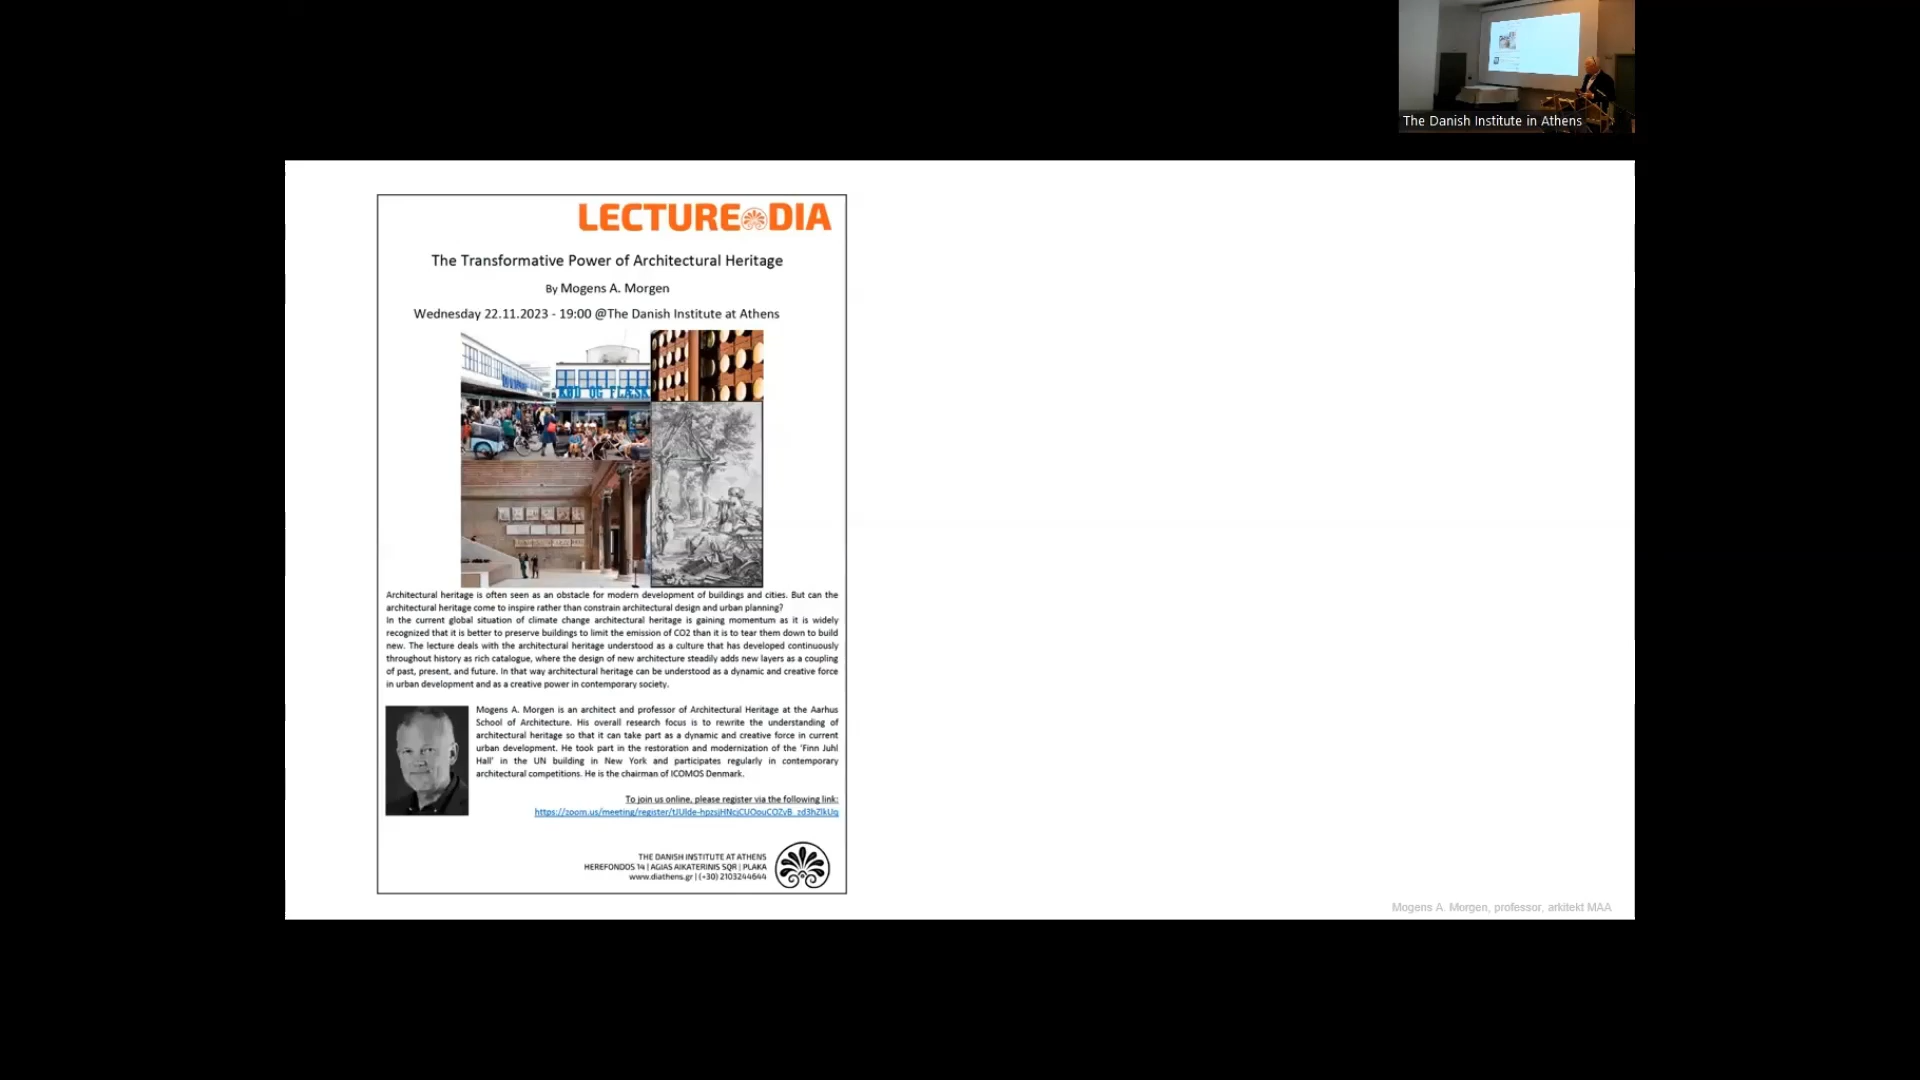 The Danish Institute in Athens
LECTURE DIA
The Transformative Power of Architectural Heritage
By Mogens A. Morgen
Wednesday 22.11.2023 - 19:00 @The Danish Institute at Athens
KØD OG FLÆSK
Architectural heritage is often seen as an obstacle for modern development of buildings and cities. But can the
architectural heritage come to inspire rather than constrain architectural design and urban planning?
In the current global situation of climate change architectural heritage is gaining momentum as it is widely
recognized that it is better to preserve buildings to limit the emission of CO2 than it is to tear them down to build
new. The lecture deals with the architectural heritage understood as a culture that has developed continuously
throughout history as rich catalogue, where the design of new architecture steadily adds new layers as a coupling
of past, present, and future. In that way architectural heritage can be understood as a dynamic and creative force
in urban development and as a creative power in contemporary society.
Mogens A. Morgen is an architect and professor of Architectural Heritage at the Aarhus
School of Architecture. His overall research focus is to rewrite the understanding of
architectural heritage so that it can take part as a dynamic and creative force in current
urban development. He took part in the restoration and modernization of the 'Finn Juhl
Hall' in the UN building in New York and participates regularly in contemporary
architectural competitions. He is the chairman of ICOMOS Denmark.
To join us online, please register via the following link:
THE DANISH INSTITUTE AT ATHENS
HEREFONDOS 14 | AGIAS AIKATERINIS SQR | PLAKA
www.diathens.gr | (+30) 2103244644
Mogens A. Morgen, professor, arkitekt MAA